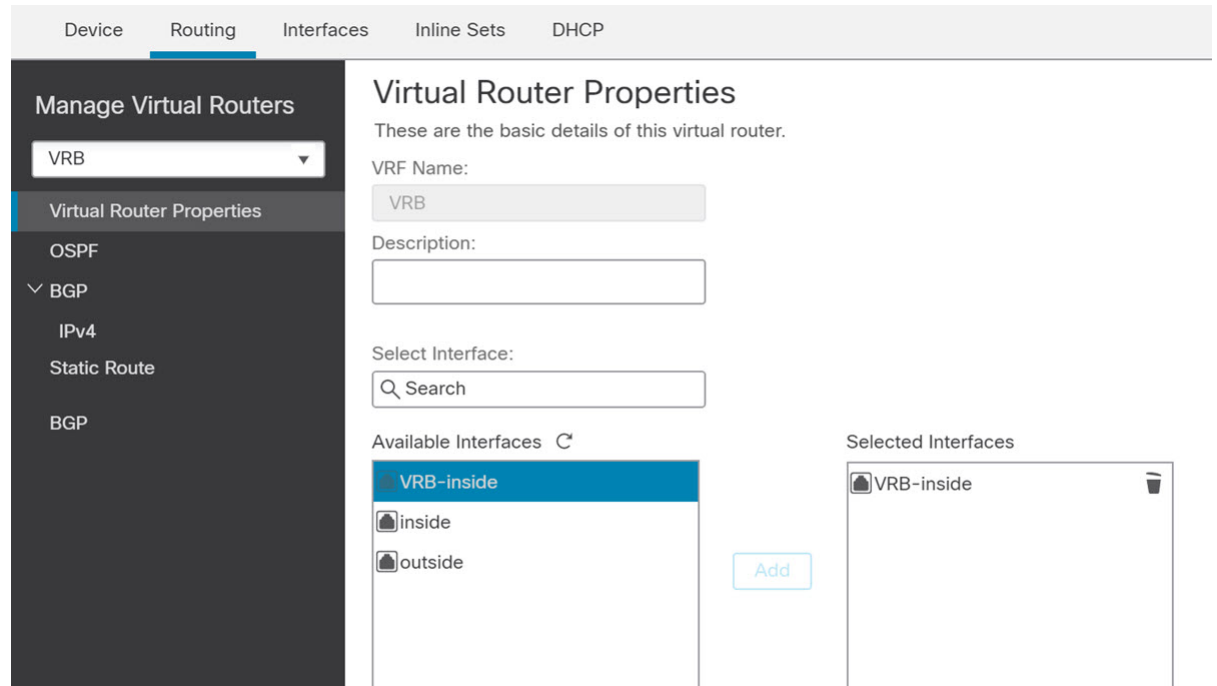 Device Routing Interfaces Inline Sets DHCP
Manage Virtual Routers
VRB
Virtual Router Properties
OSPF
BGP
IPv4
Static Route
BGP
Virtual Router Properties
These are the basic details of this virtual router.
VRF Name:
VRB
Description:
Select Interface:
Search
Available Interfaces
VRB-inside
inside
outside
Add
Selected Interfaces
VRB-inside